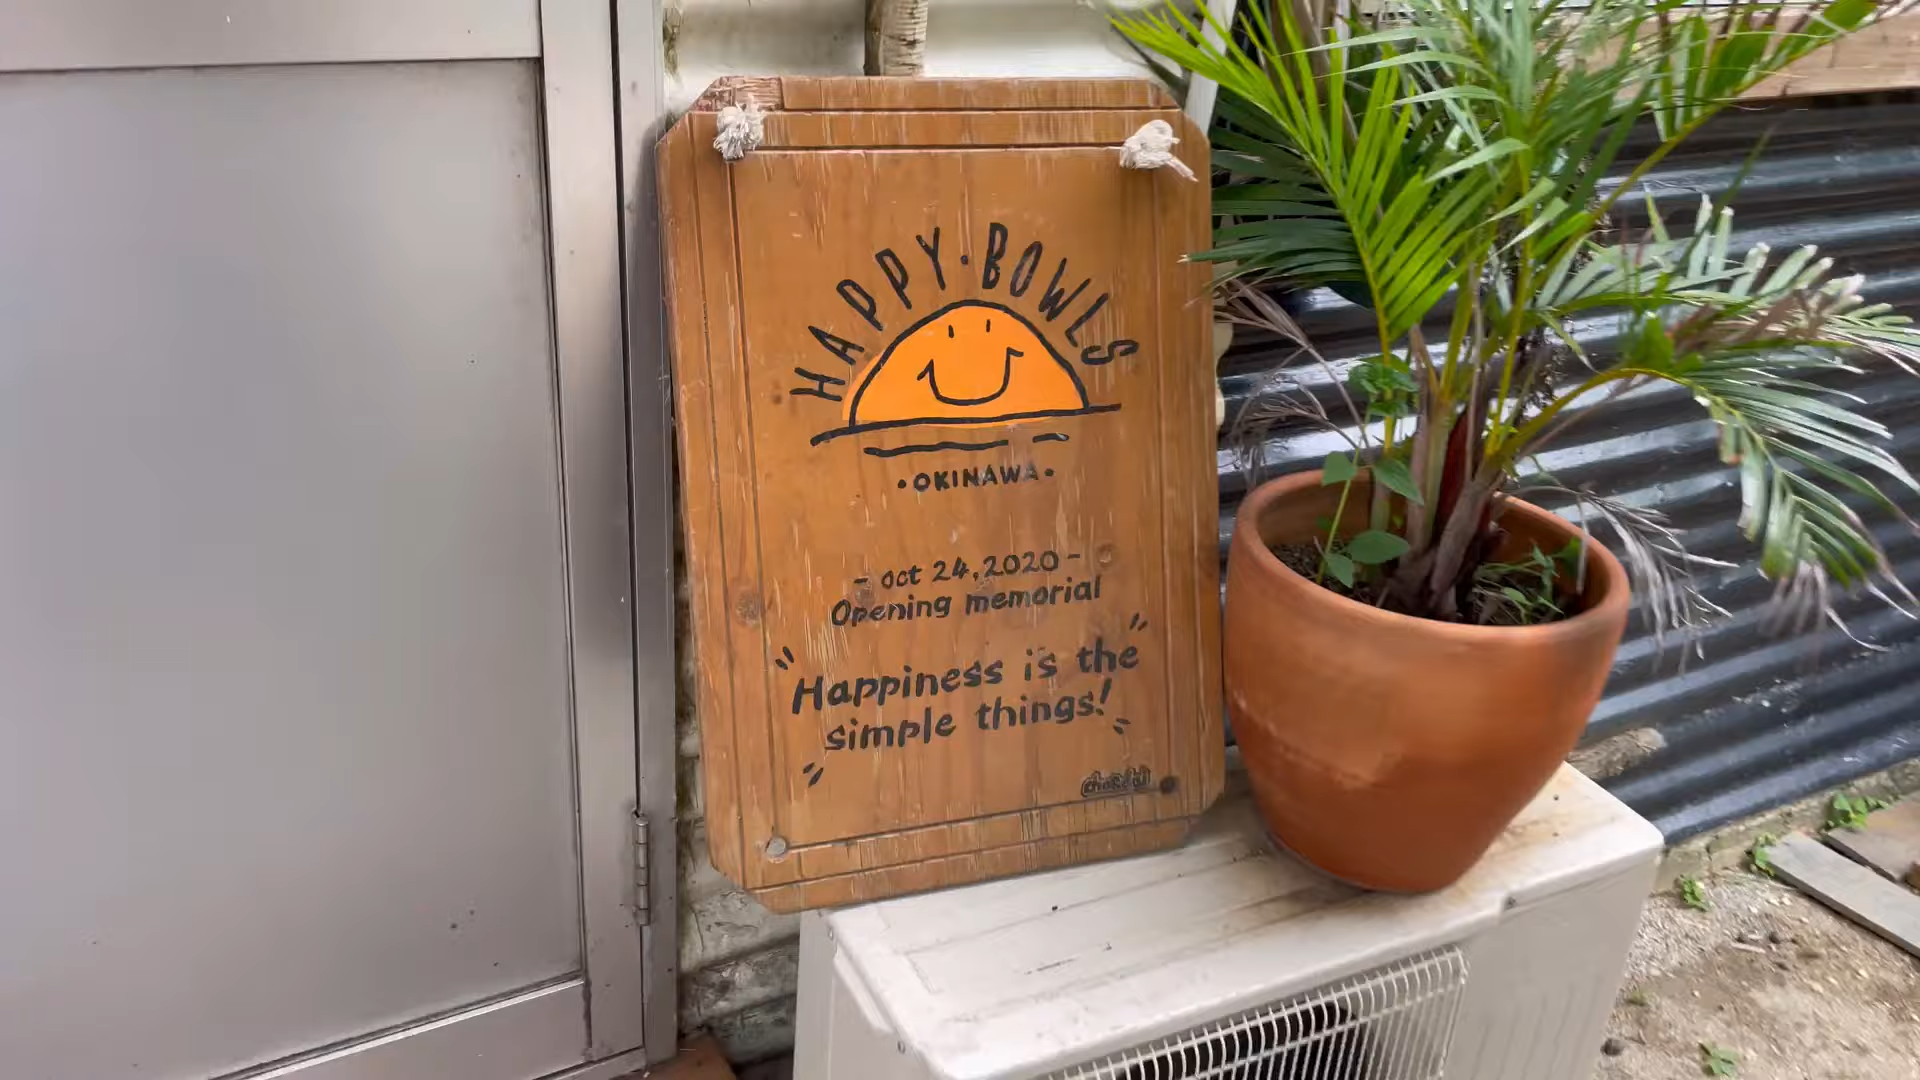 HAPPY·BOWLS
·OKINAWA·
- oct 24,2020 -
Opening memorial
"Happiness is the
simple things!"